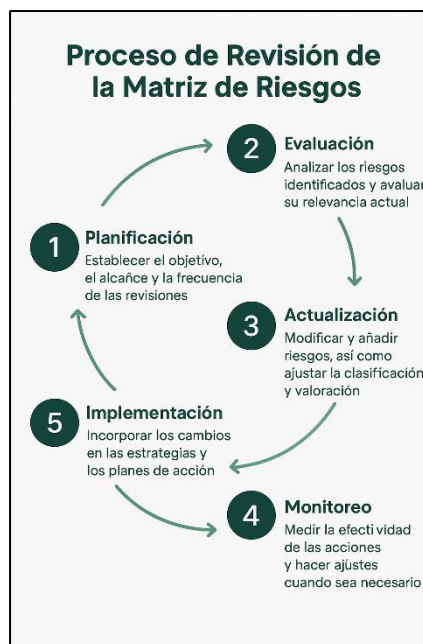 Proceso de Revisión de
la Matriz de Riesgos
1
Planificación
Establecer el objetivo,
el alcance y la frecuencia
de las revisiones
2
Evaluación
Analizar los riesgos
identificados y evaluar
su relevancia actual
3
Actualización
Modificar y añadir
riesgos, así como
ajustar la clasificación
y valoración
4
Monitoreo
Medir la efectividad
de las acciones
y hacer ajustes
cuando sea necesario
5
Implementación
Incorporar los cambios
en las estrategias y
los planes de acción